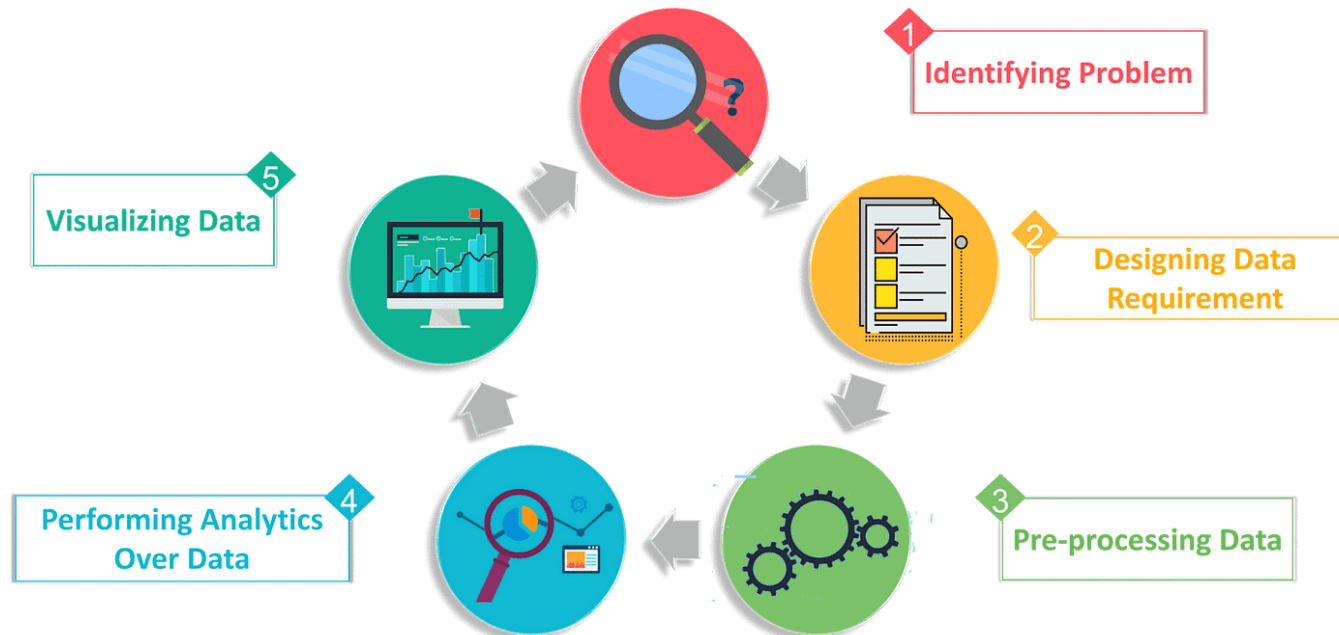 1
Identifying Problem
2
Designing Data
Requirement
3
Pre-processing Data
4
Performing Analytics
Over Data
5
Visualizing Data
?